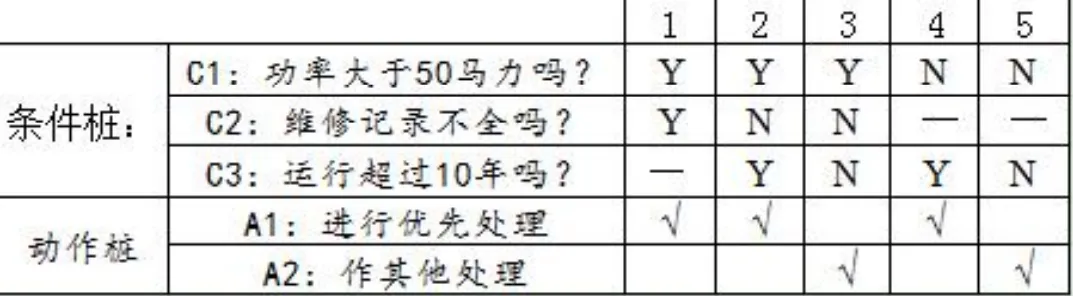 1 2 3 4 5
条件桩: C1: 功率大于50马力吗? Y Y Y N N
C2: 维修记录不全吗? Y N N — —
C3: 运行超过10年吗? — Y N Y N
动作桩 A1: 进行优先处理 √ √ √
A2: 作其他处理 √ √